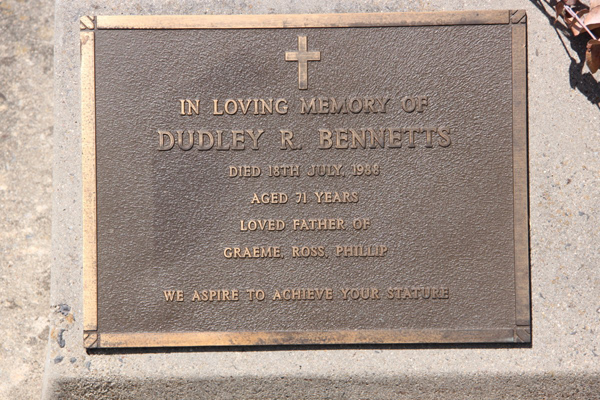 IN LOVING MEMORY OF
DUDLEY R. BENNETTS
DIED 18TH JULY, 1988
AGED 71 YEARS
LOVED FATHER OF
GRAEME, ROSS, PHILLIP
WE ASPIRE TO ACHIEVE YOUR STATURE